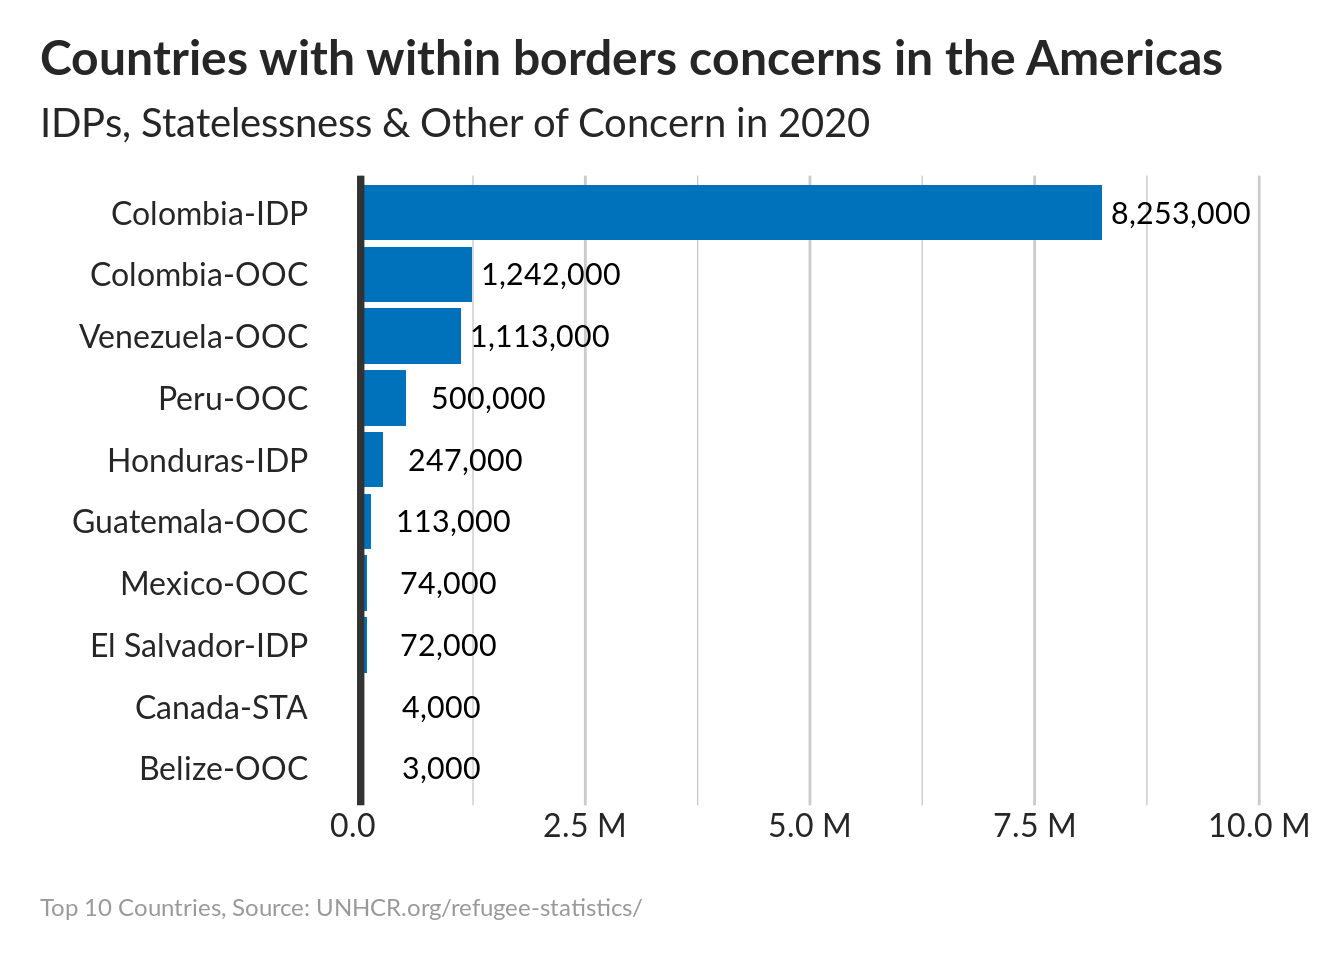 Countries with within borders concerns in the Americas
IDPs, Statelessness & Other of Concern in 2020
Colombia-IDP 8,253,000
Colombia-OOC 1,242,000
Venezuela-OOC 1,113,000
Peru-OOC 500,000
Honduras-IDP 247,000
Guatemala-OOC 113,000
Mexico-OOC 74,000
El Salvador-IDP 72,000
Canada-STA 4,000
Belize-OOC 3,000
0.0 2.5 M 5.0 M 7.5 M 10.0 M
Top 10 Countries, Source: UNHCR.org/refugee-statistics/